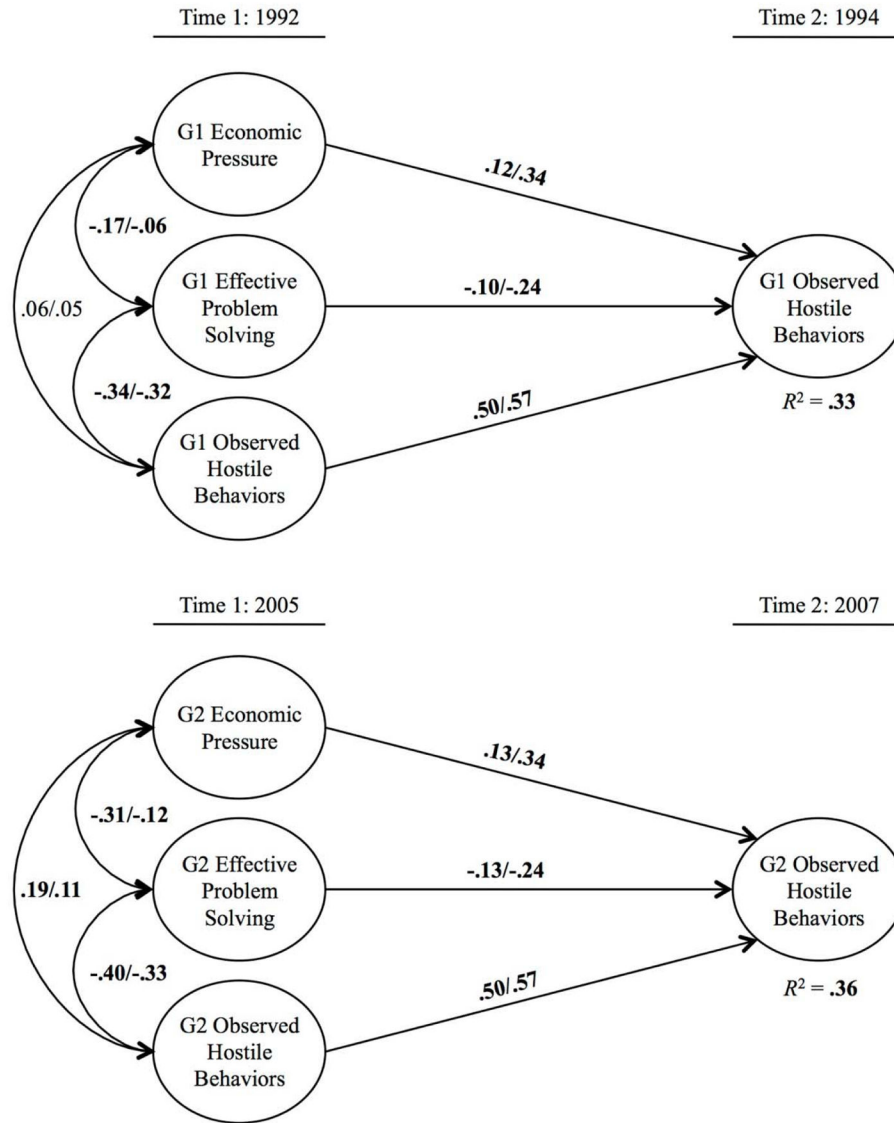 Time 1: 1992
Time 2: 1994
G1 Economic
Pressure
.12/.34
-.17/-.06
G1 Effective
Problem
Solving
-.10/-.24
G1 Observed
Hostile
Behaviors
.06/.05
-.34/-.32
.50/.57
R² = .33
G1 Observed
Hostile
Behaviors
Time 1: 2005
Time 2: 2007
G2 Economic
Pressure
.13/.34
-.31/-.12
G2 Effective
Problem
Solving
-.13/-.24
G2 Observed
Hostile
Behaviors
.19/.11
-.40/-.33
.50/.57
R² = .36
G2 Observed
Hostile
Behaviors